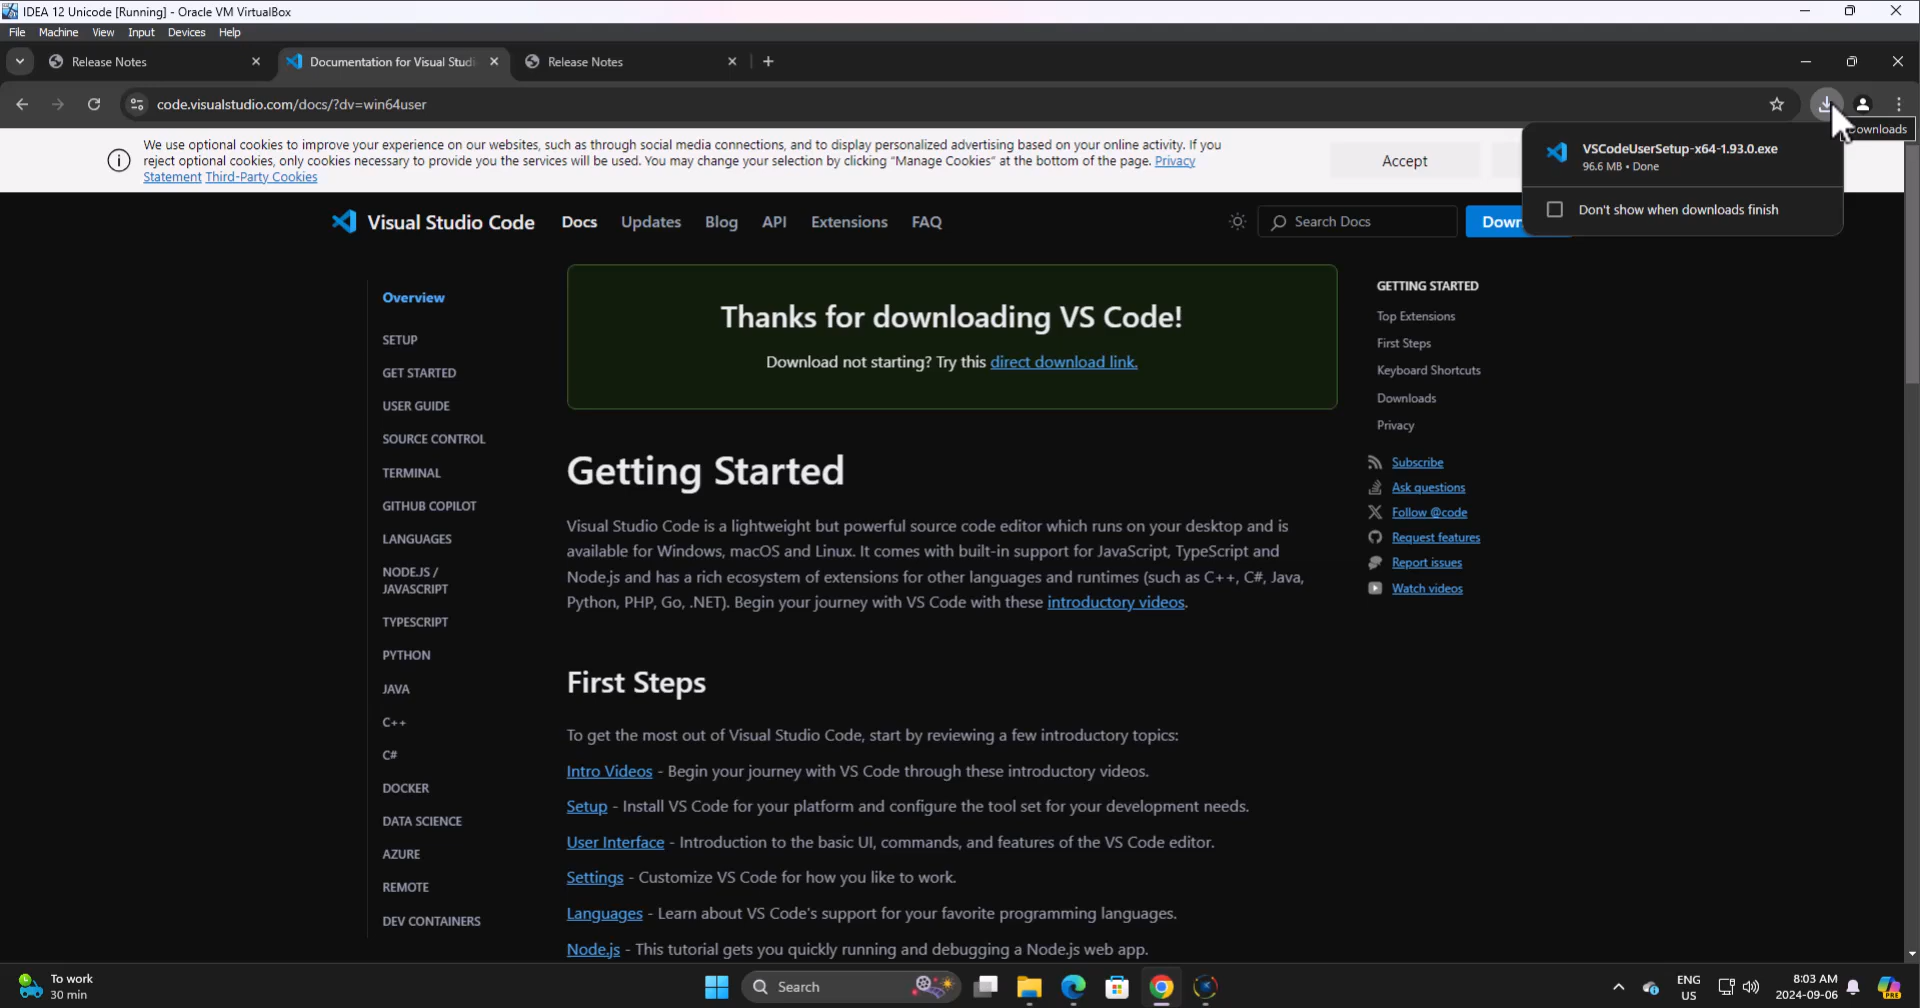 IDEA 12 Unicode [Running] - Oracle VM VirtualBox
File Machine View Input Devices Help
Release Notes
Documentation for Visual Studi
Release Notes
code.visualstudio.com/docs/?dv=win64user
We use optional cookies to improve your experience on our websites, such as through social media connections, and to display personalized advertising based on your online activity. If you
reject optional cookies, only cookies necessary to provide you the services will be used. You may change your selection by clicking "Manage Cookies" at the bottom of the page. Privacy
Statement Third-Party Cookies
Accept
ownloads
VSCodeUserSetup-x64-1.93.0.exe
96.6 MB • Done
Don't show when downloads finish
Visual Studio Code
Docs
Updates
Blog
API
Extensions
FAQ
Search Docs
Down
Overview
SETUP
GET STARTED
USER GUIDE
SOURCE CONTROL
TERMINAL
GITHUB COPILOT
LANGUAGES
NODE.JS /
JAVASCRIPT
TYPESCRIPT
PYTHON
JAVA
C++
C#
DOCKER
DATA SCIENCE
AZURE
REMOTE
DEV CONTAINERS
Thanks for downloading VS Code!
Download not starting? Try this direct download link.
Getting Started
Visual Studio Code is a lightweight but powerful source code editor which runs on your desktop and is
available for Windows, macOS and Linux. It comes with built-in support for JavaScript, TypeScript and
Node.js and has a rich ecosystem of extensions for other languages and runtimes (such as C++, C#, Java,
Python, PHP, Go, .NET). Begin your journey with VS Code with these introductory videos.
First Steps
To get the most out of Visual Studio Code, start by reviewing a few introductory topics:
Intro Videos - Begin your journey with VS Code through these introductory videos.
Setup - Install VS Code for your platform and configure the tool set for your development needs.
User Interface - Introduction to the basic UI, commands, and features of the VS Code editor.
Settings - Customize VS Code for how you like to work.
Languages - Learn about VS Code's support for your favorite programming languages.
Node.js - This tutorial gets you quickly running and debugging a Node.js web app.
GETTING STARTED
Top Extensions
First Steps
Keyboard Shortcuts
Downloads
Privacy
Subscribe
Ask questions
Follow @code
Request features
Report issues
Watch videos
To work
30 min
Search
ENG
US
8:03 AM
2024-09-06
PRE